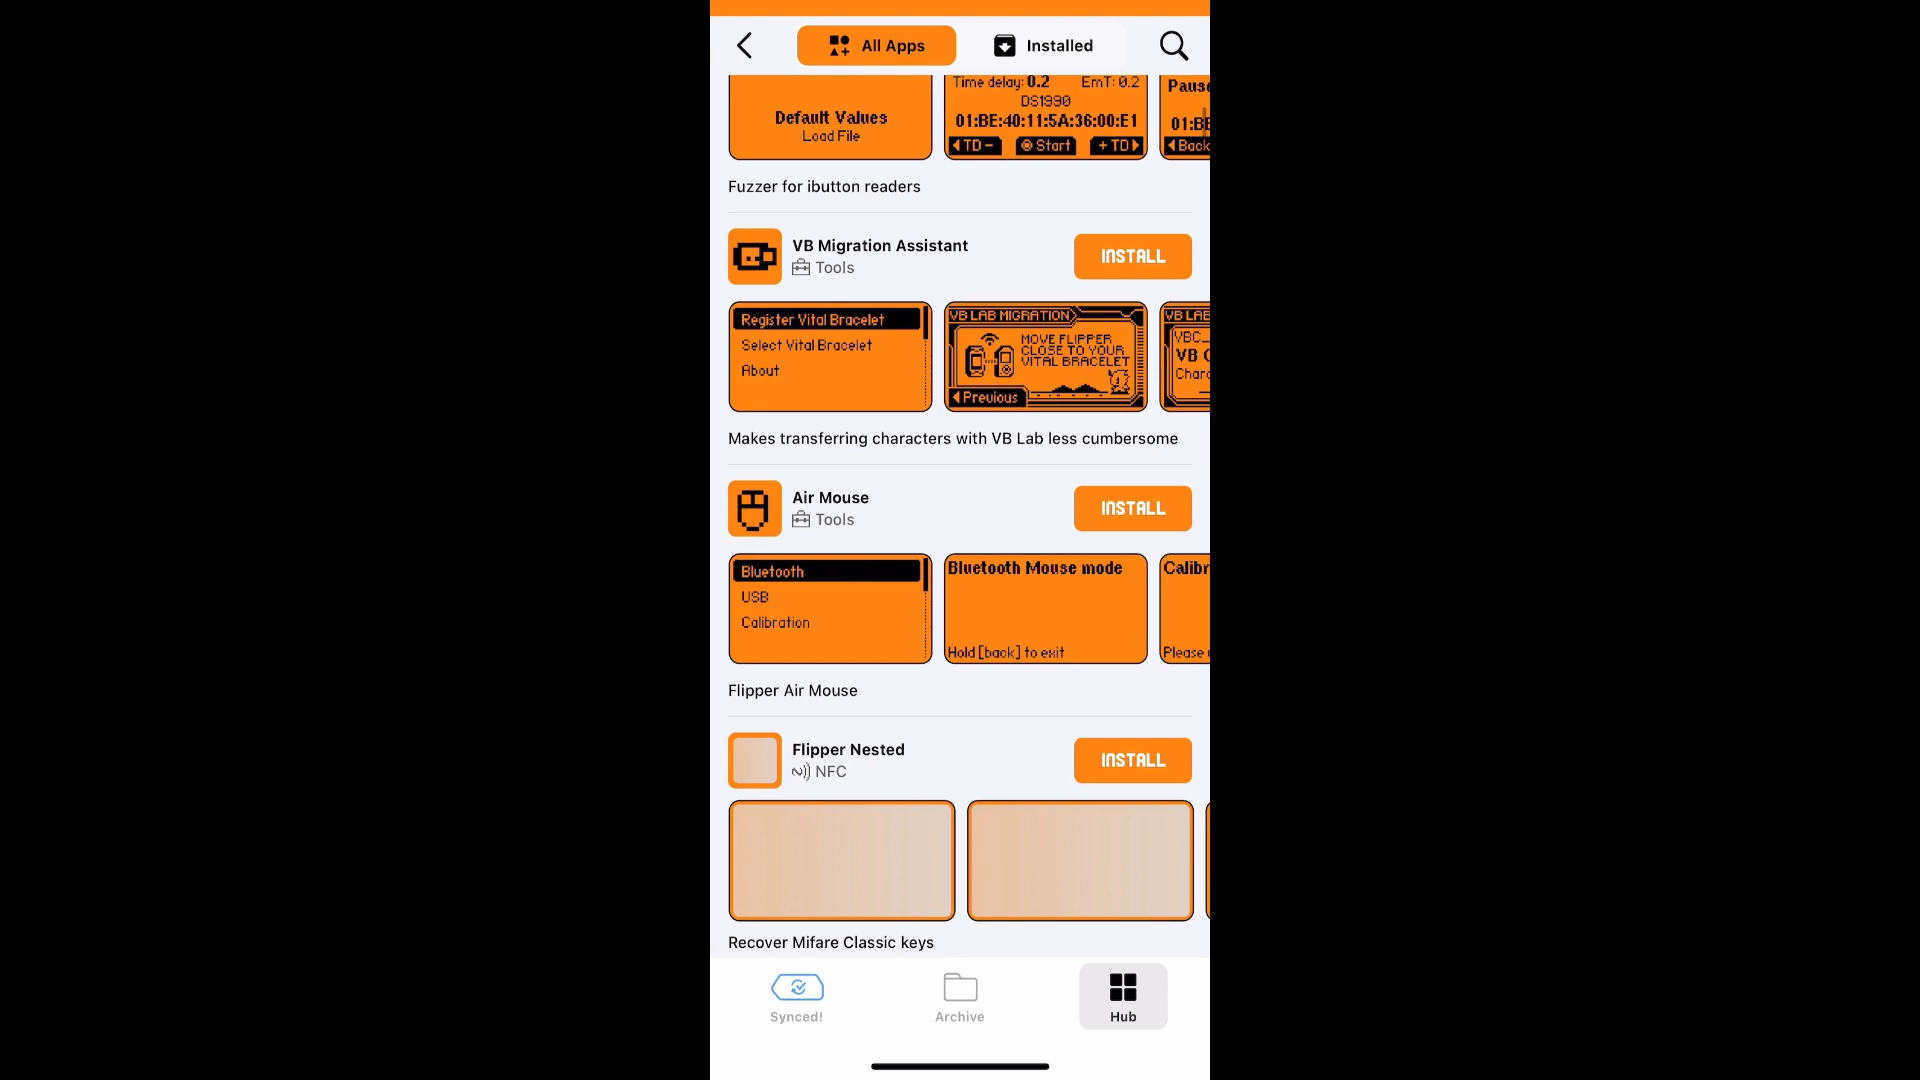 All Apps
Installed
Default Values
Load File
Time delay: 0.2 EmT: 0.2
DS1990
01:BE:40:11:5A:36:00:E1
TD -
Start
+ TD
Back
Fuzzer for ibutton readers
VB Migration Assistant
Tools
INSTALL
Register Vital Bracelet
Select Vital Bracelet
About
VB LAB MIGRATION
MOVE FLIPPER
CLOSE TO YOUR
VITAL BRACELET
Previous
VB LAB
VBC_
VB C
Chara
Makes transferring characters with VB Lab less cumbersome
Air Mouse
Tools
INSTALL
Bluetooth
USB
Calibration
Bluetooth Mouse mode
Hold [back] to exit
Calibr
Please
Flipper Air Mouse
Flipper Nested
NFC
INSTALL
Recover Mifare Classic keys
Synced!
Archive
Hub